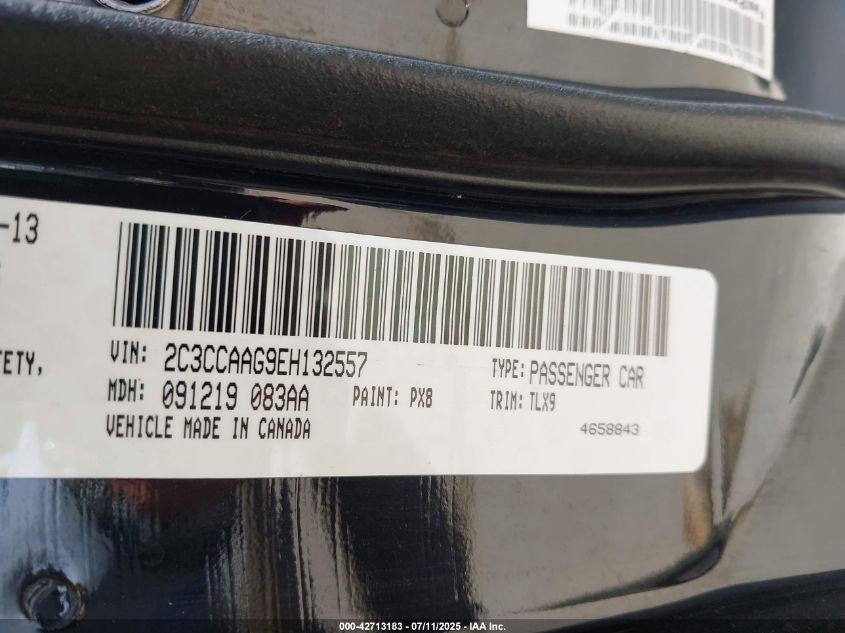 -13
ETY,
VIN: 2C3CCAAG9EH132557
TYPE: PASSENGER CAR
MDH: 091219 083AA
PAINT: PX8
TRIM: TLX9
VEHICLE MADE IN CANADA
4658843
000-42713183 - 07/11/2025 - IAA Inc.